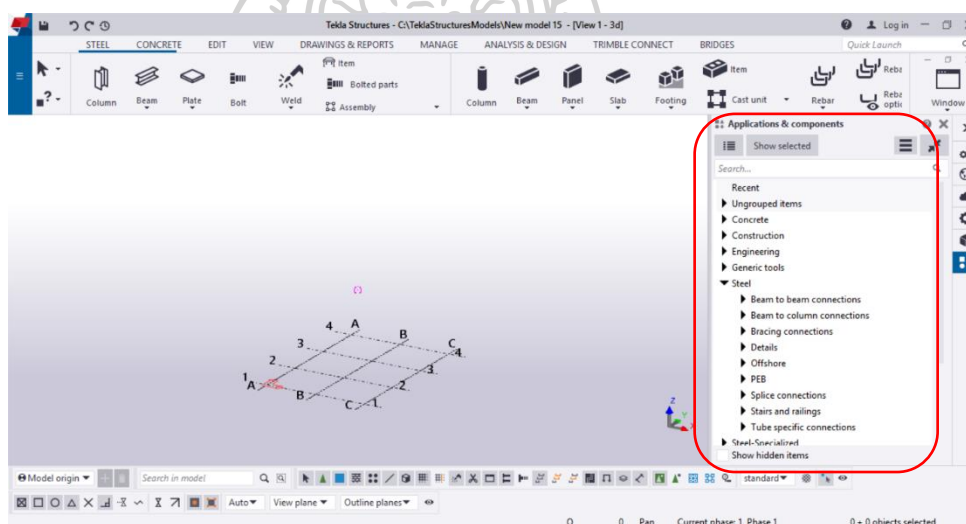 Tekla Structures - C:\TeklaStructuresModels\New model 15 - [View 1 - 3d]
Log in
STEEL CONCRETE EDIT VIEW DRAWINGS & REPORTS MANAGE ANALYSIS & DESIGN TRIMBLE CONNECT BRIDGES Quick Launch
Item
Bolted parts
Assembly
Column Beam Plate Bolt Weld
Column Beam Panel Slab Footing
Item
Cast unit
Rebar
Reba
Reba
optic
Window
Applications & components
Show selected
Search...
Recent
Ungrouped items
Concrete
Construction
Engineering
Generic tools
Steel
Beam to beam connections
Beam to column connections
Bracing connections
Details
Offshore
PEB
Splice connections
Stairs and railings
Tube specific connections
Steel-Specialized
Show hidden items
4 A
3 B
2 C
4
1 A 3
B 2
C 1
Z
Y
X
Model origin Search in model standard
Auto View plane Outline planes
0 0 Pan Current phase: 1, Phase 1 0 + 0 objects selected